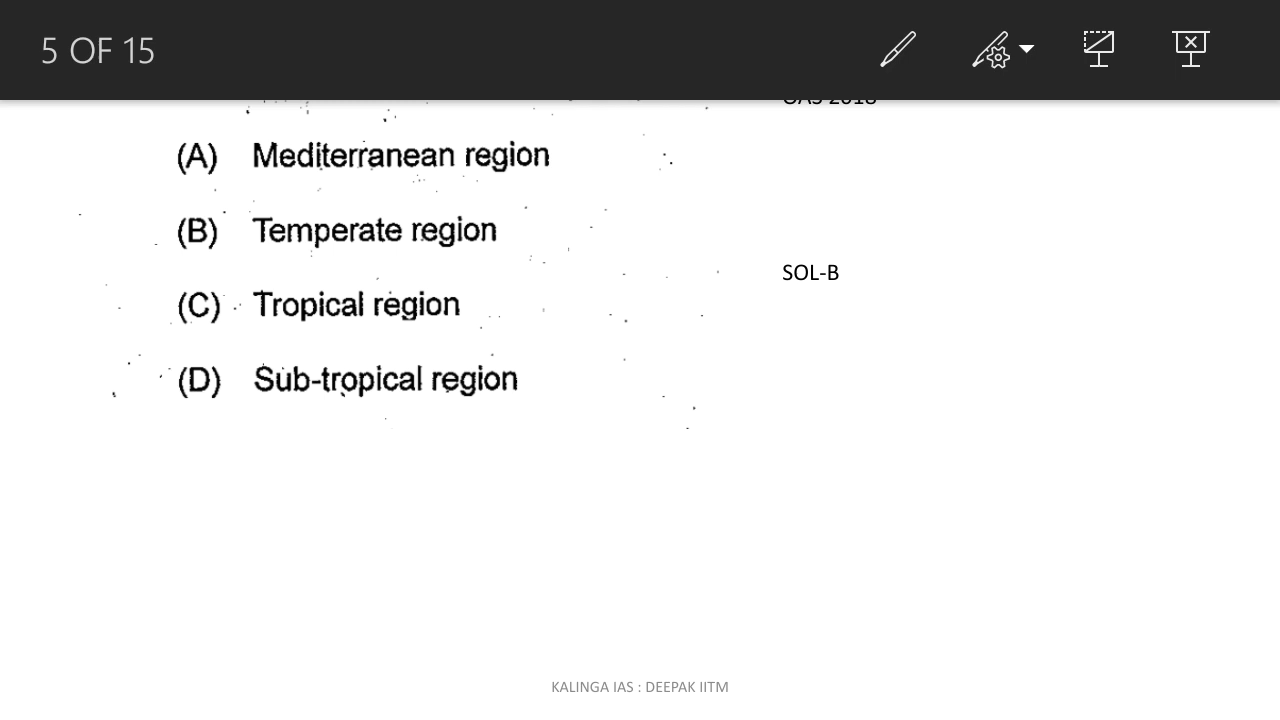 5 OF 15
(A) Mediterranean region
(B) Temperate region
SOL-B
(C) Tropical region
(D) Sub-tropical region
KALINGA IAS : DEEPAK IITM